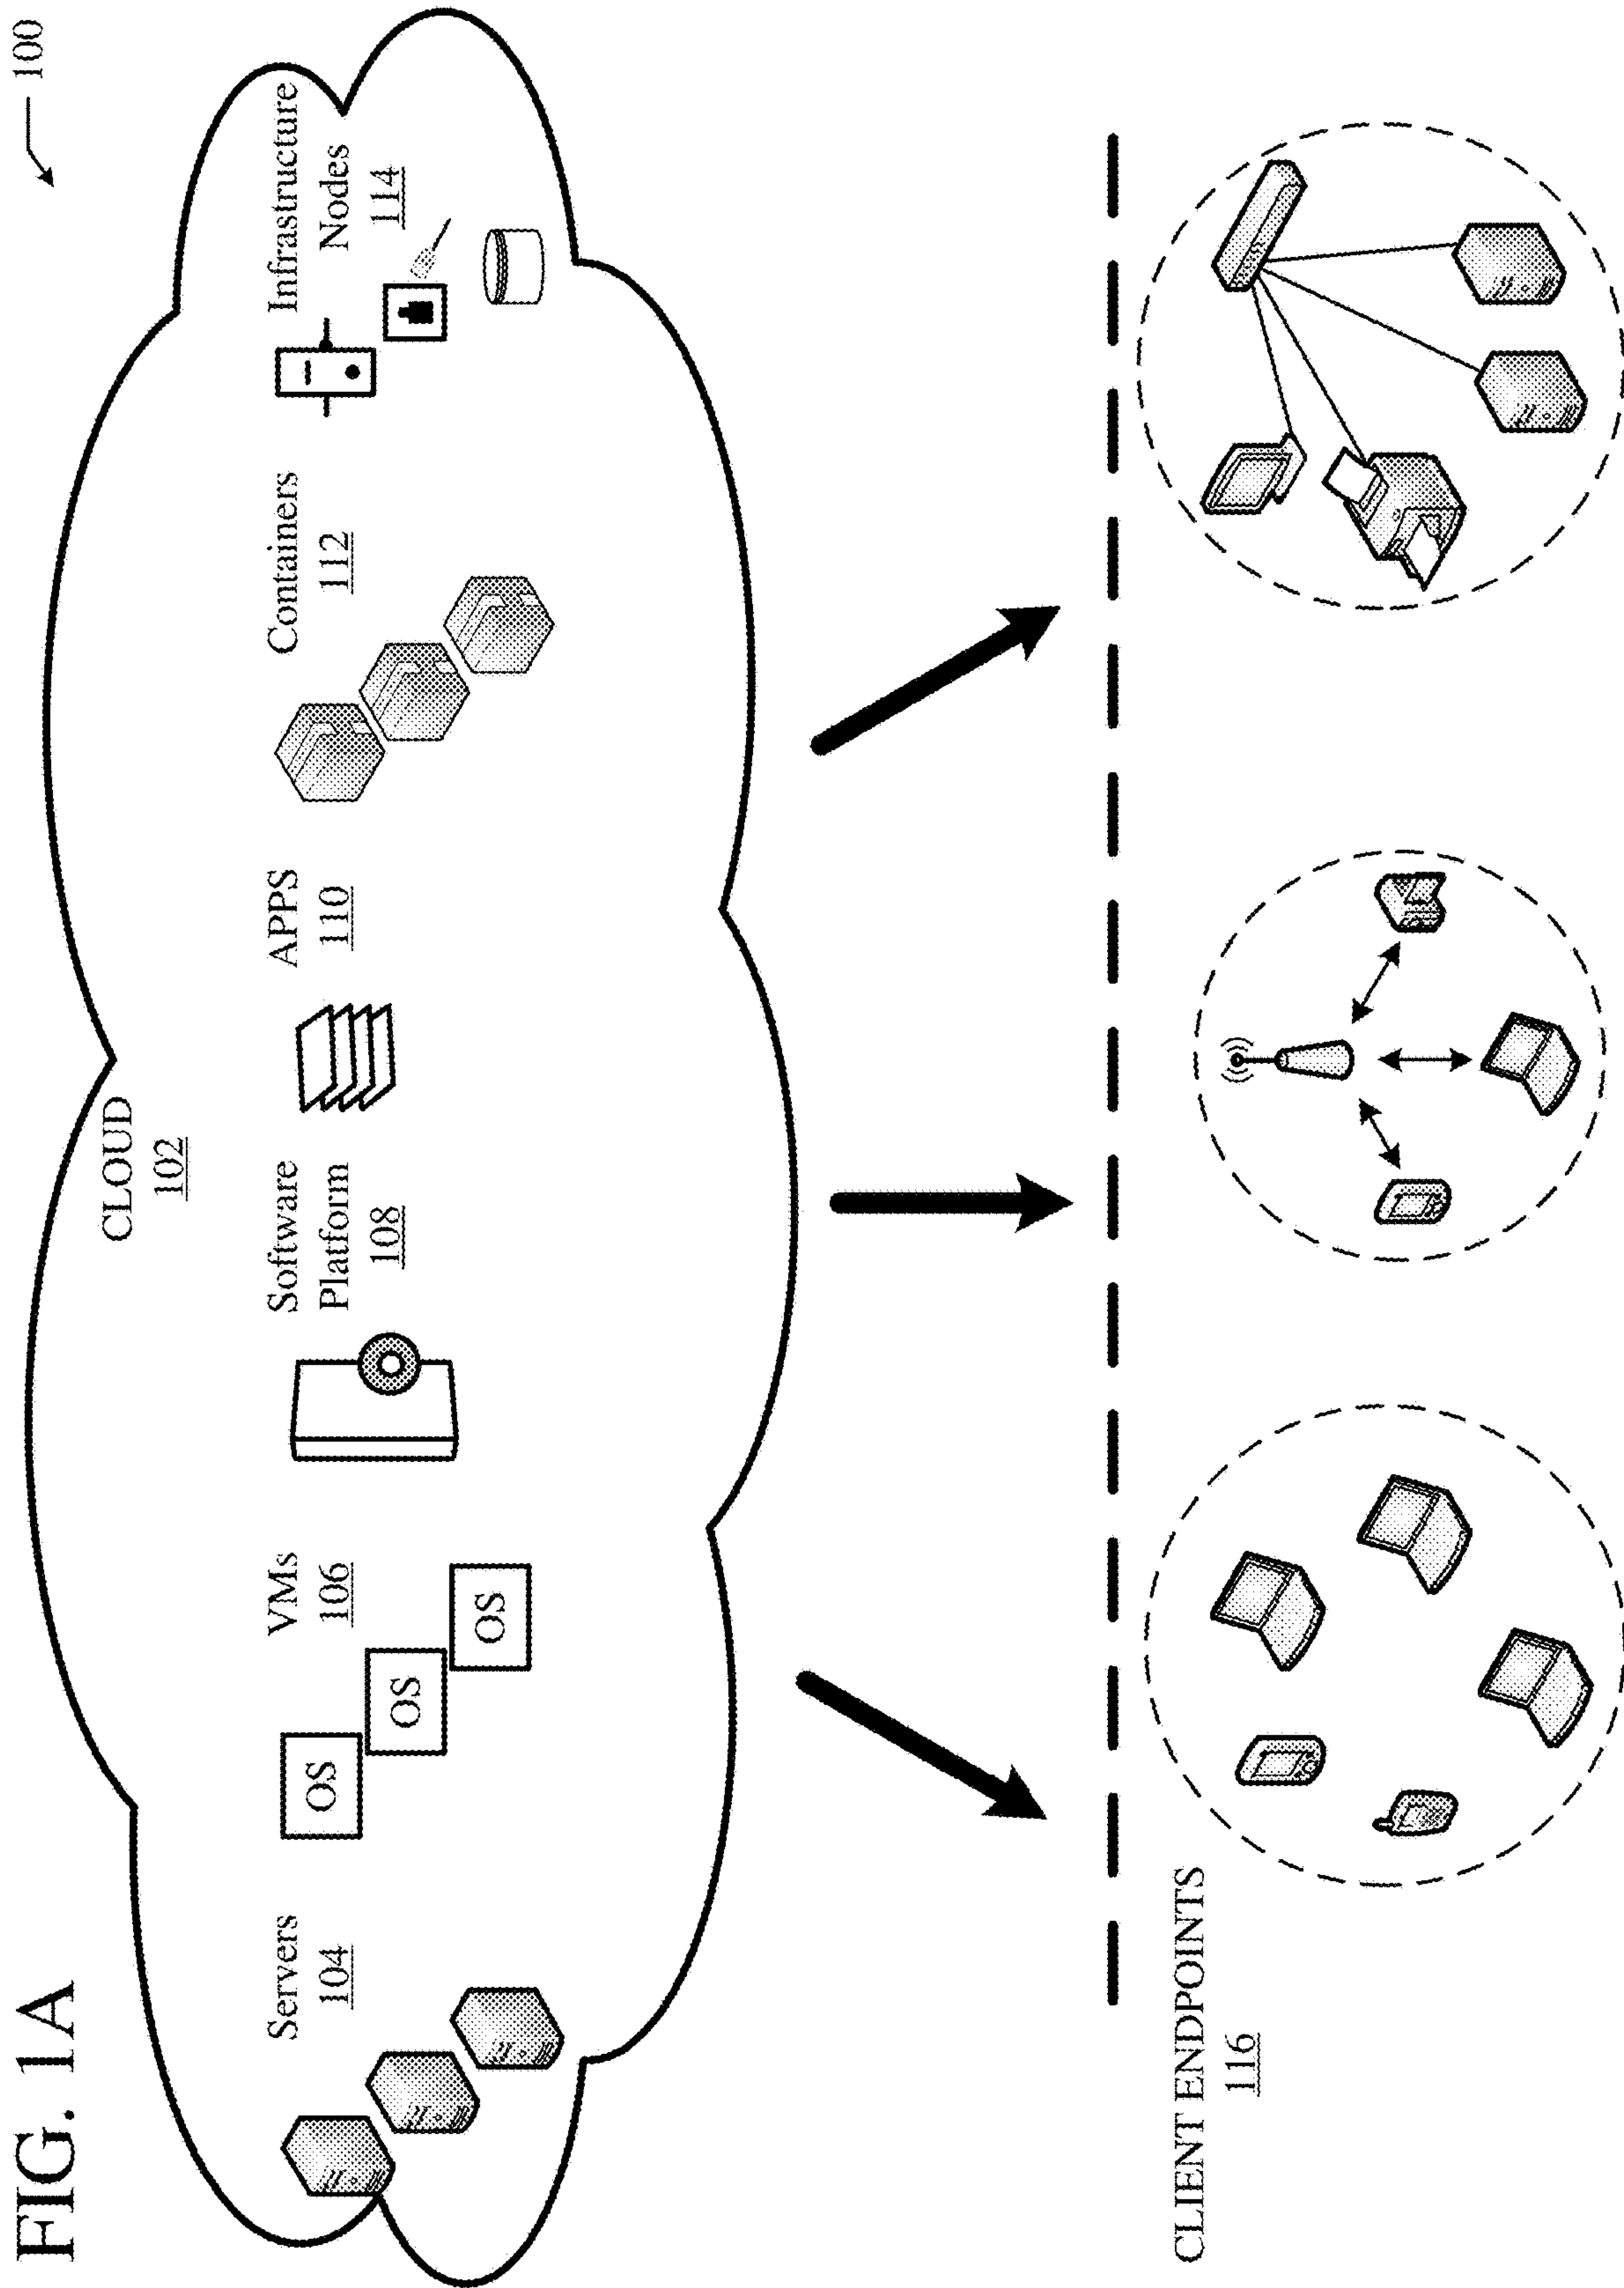 FIG. 1A
100
CLOUD
102
Servers
104
VMs
106
Software
Platform
108
APPS
110
Containers
112
Infrastructure
Nodes
114
OS
OS
OS
CLIENT ENDPOINTS
116